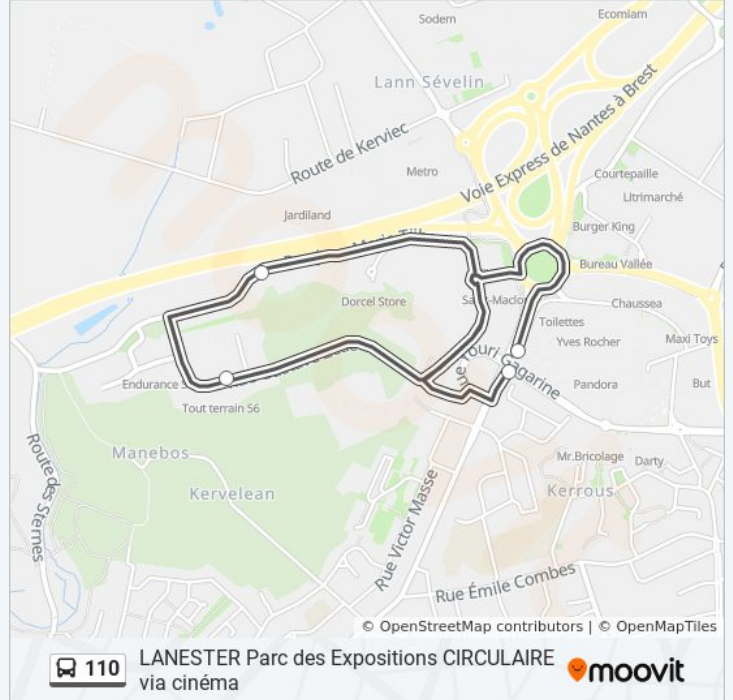 Sodem
Ecomiam
Lann Sévelin
Voie Express de Nantes à Brest
Route de Kerviec
Metro
Courtepaille
Litrimarché
Jardiland
Burger King
Bureau Vallée
Dorcel Store
Chaussea
Toilettes
Yves Rocher
Maxi Toys
Rue Youri Gagarine
Pandora
But
Endurance
Tout terrain 56
Manebos
Kervelean
Route des Sternes
Mr.Bricolage
Darty
Kerrous
Rue Victor Masse
Rue Émile Combes
© OpenStreetMap contributors | © OpenMapTiles
110
LANESTER Parc des Expositions CIRCULAIRE
via cinéma
moovit